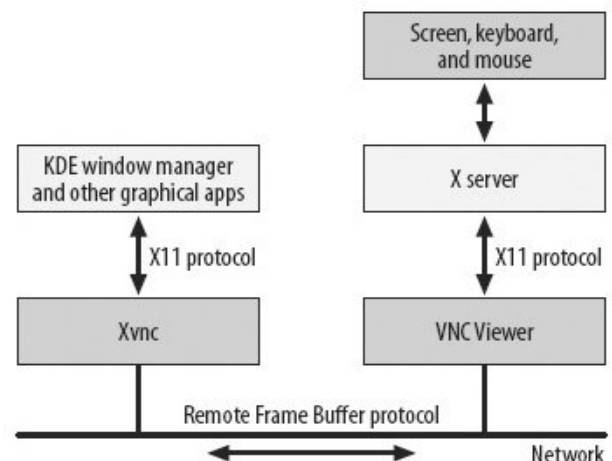 Screen, keyboard,
and mouse
KDE window manager
and other graphical apps
X server
X11 protocol
X11 protocol
Xvnc
VNC Viewer
Remote Frame Buffer protocol
Network